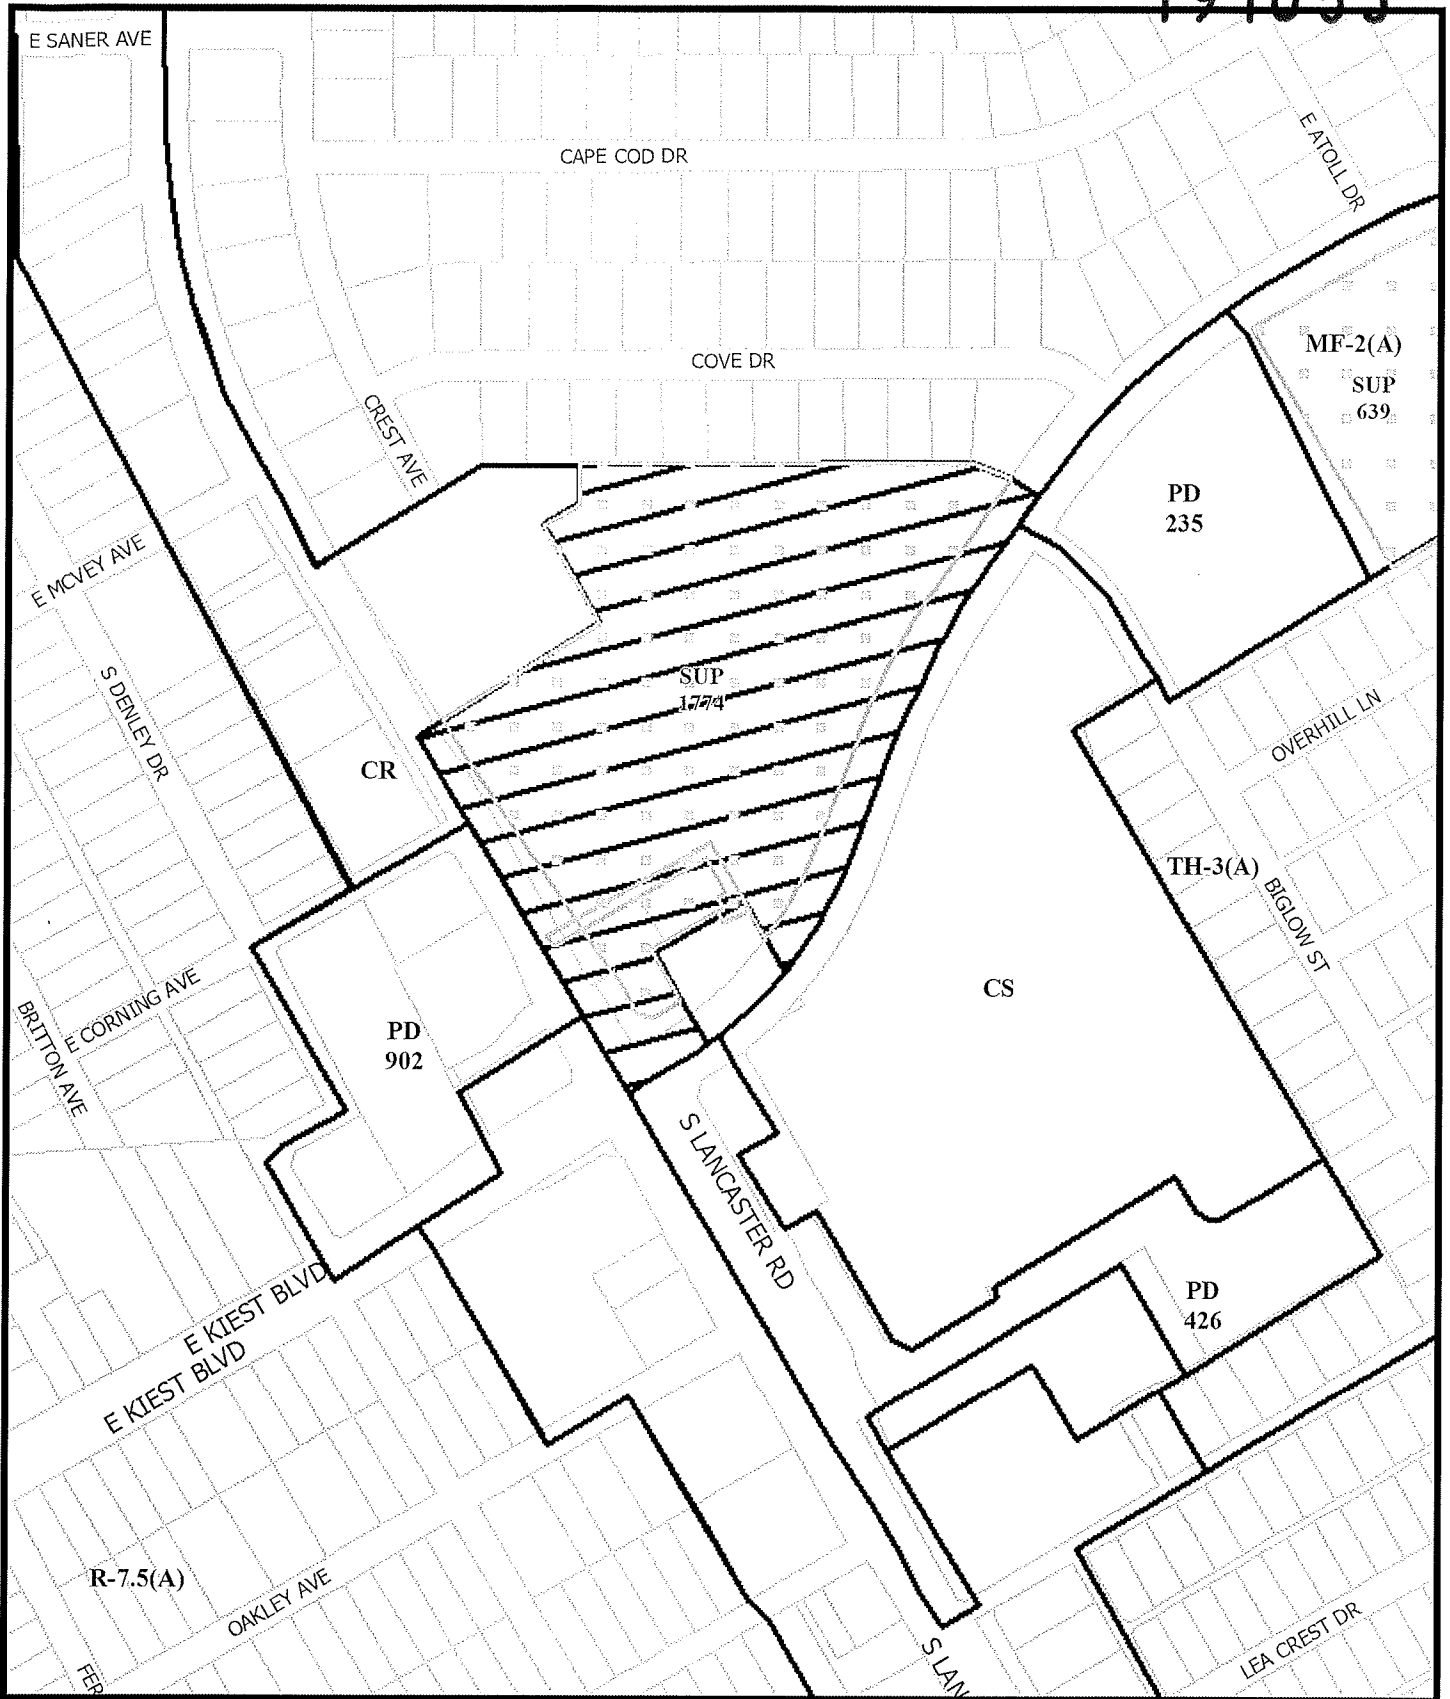 E SANER AVE
CAPE COD DR
E ATOLL DR
COVE DR
MF-2(A)
SUP
639
CREST AVE
PD
235
E MCVEY AVE
SUP
1774
S DENLEY DR
OVERHILL LN
CR
TH-3(A)
BIGLOW ST
CS
E CORNING AVE
BRITTON AVE
PD
902
S LANCASTER RD
E KIEST BLVD
E KIEST BLVD
PD
426
R-7.5(A)
OAKLEY AVE
LEA CREST DR
S LAN
FER